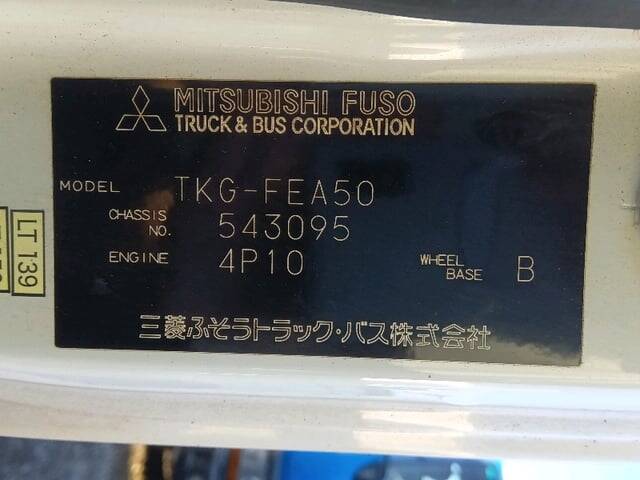 MITSUBISHI FUSO
TRUCK & BUS CORPORATION
MODEL TKG-FEA50
CHASSIS NO. 543095
ENGINE 4P10 WHEEL BASE B
三菱ふそうトラック・バス株式会社
LT 139